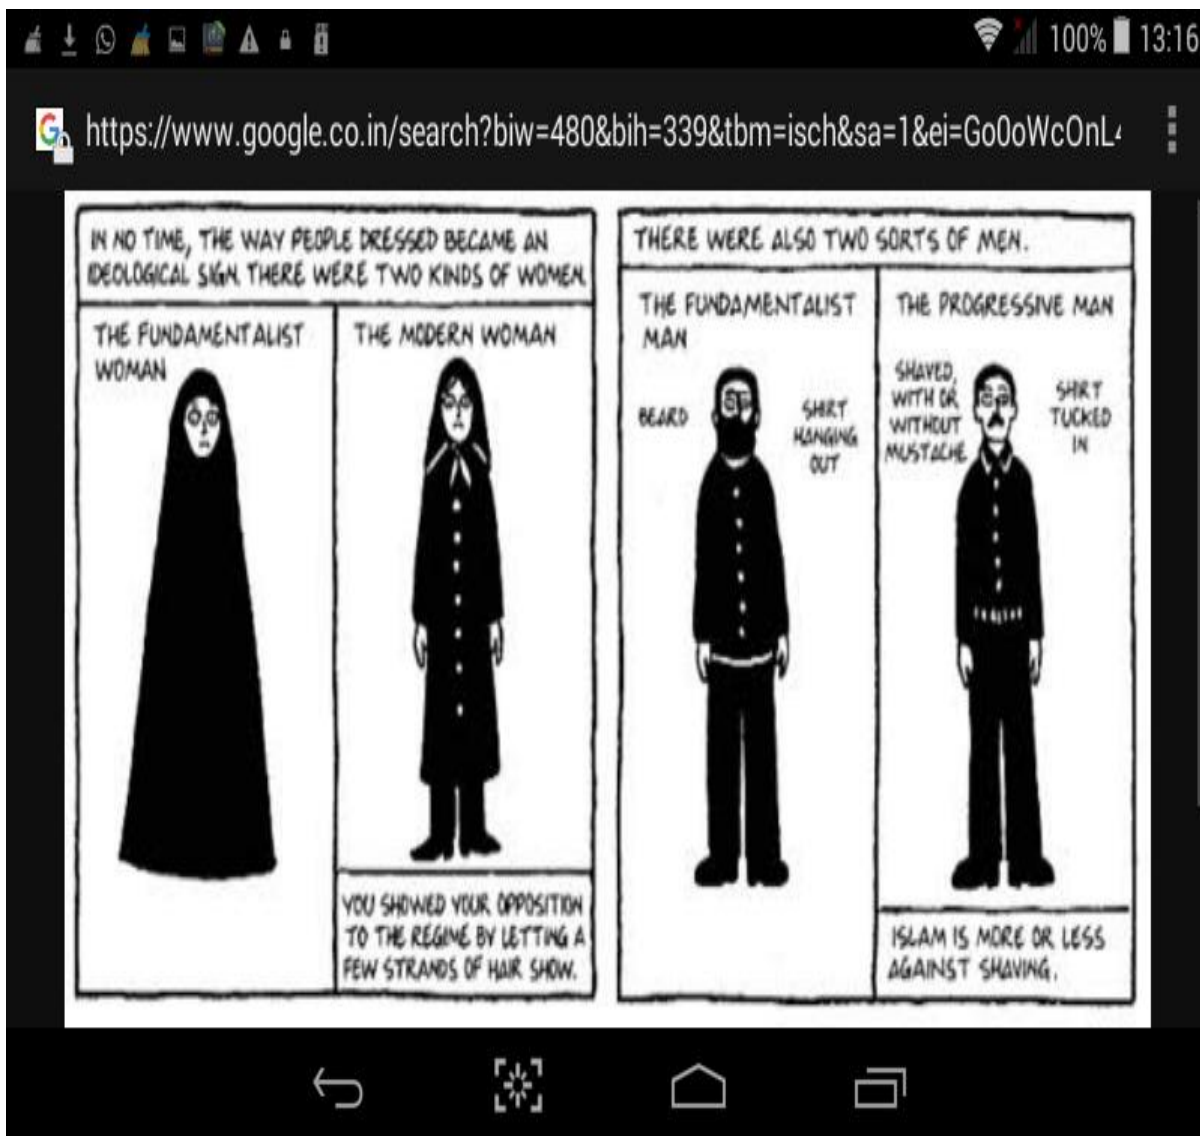 100% 13:16
https://www.google.co.in/search?biw=480&bih=339&tbm=isch&sa=1&ei=Go0oWcOnL4
IN NO TIME, THE WAY PEOPLE DRESSED BECAME AN
IDEOLOGICAL SIGN. THERE WERE TWO KINDS OF WOMEN.
THE FUNDAMENTALIST
WOMAN
THE MODERN WOMAN
YOU SHOWED YOUR OPPOSITION
TO THE REGIME BY LETTING A
FEW STRANDS OF HAIR SHOW.
THERE WERE ALSO TWO SORTS OF MEN.
THE FUNDAMENTALIST
MAN
BEARD
SHIRT
HANGING
OUT
THE PROGRESSIVE MAN
SHAVED,
WITH OR
WITHOUT
MUSTACHE
SHIRT
TUCKED
IN
ISLAM IS MORE OR LESS
AGAINST SHAVING.